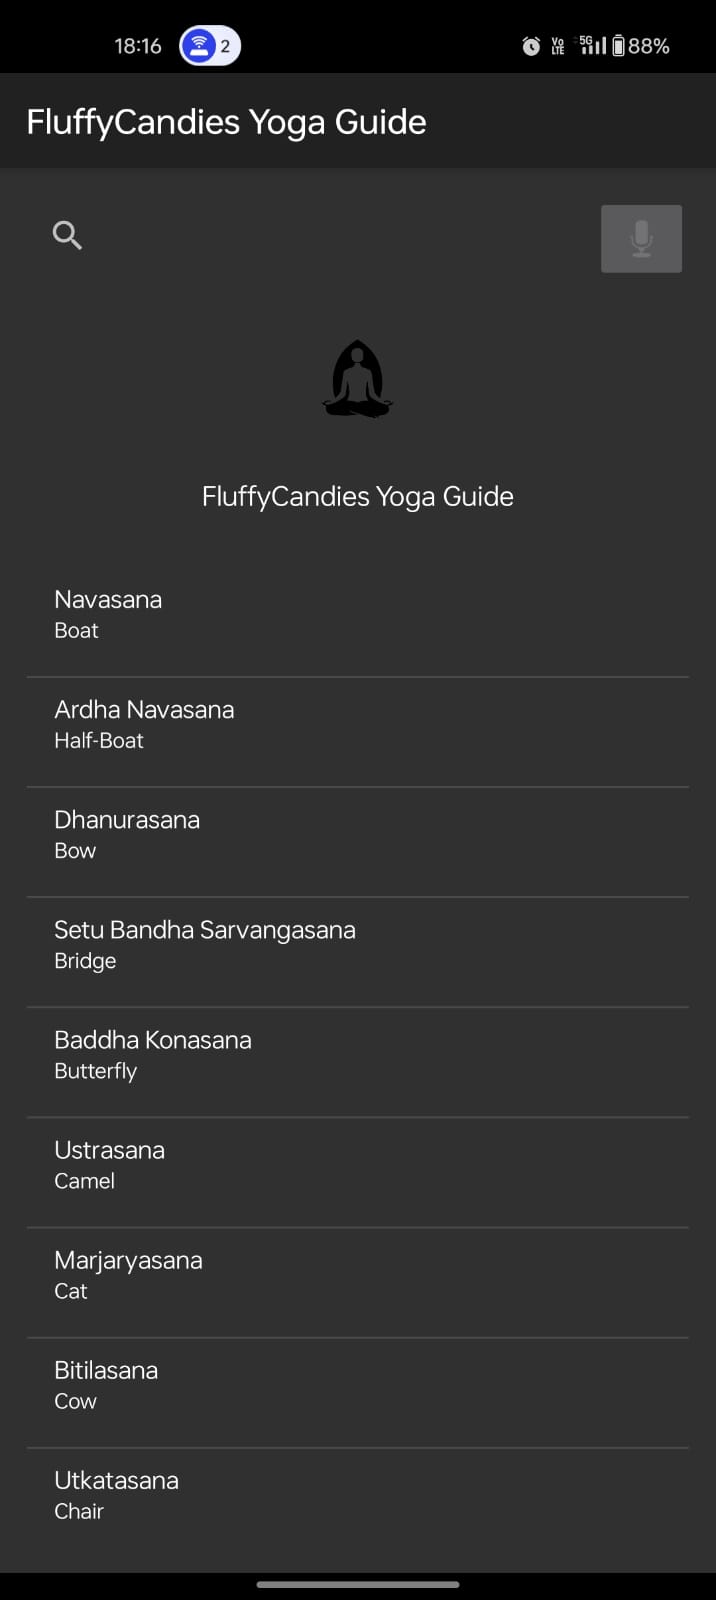 18:16 2 Vo LTE 5G 88%
FluffyCandies Yoga Guide
FluffyCandies Yoga Guide
Navasana
Boat
Ardha Navasana
Half-Boat
Dhanurasana
Bow
Setu Bandha Sarvangasana
Bridge
Baddha Konasana
Butterfly
Ustrasana
Camel
Marjaryasana
Cat
Bitilasana
Cow
Utkatasana
Chair